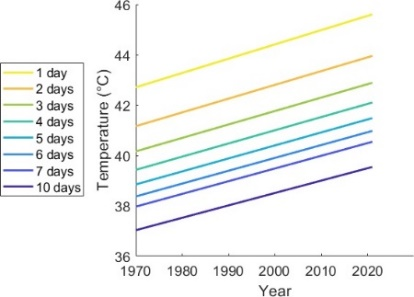 1 day
2 days
3 days
4 days
5 days
6 days
7 days
10 days
Temperature (°C)
46
44
42
40
38
36
1970 1980 1990 2000 2010 2020
Year